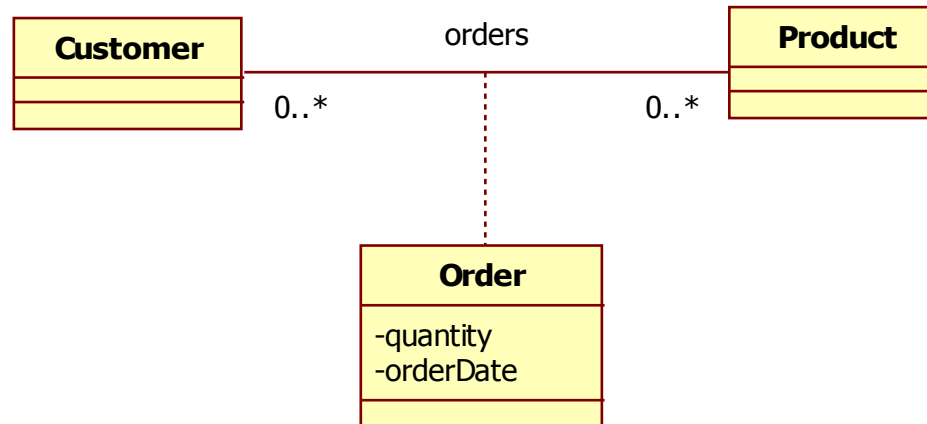 Customer
orders
Product
0..*
0..*
Order
-quantity
-orderDate